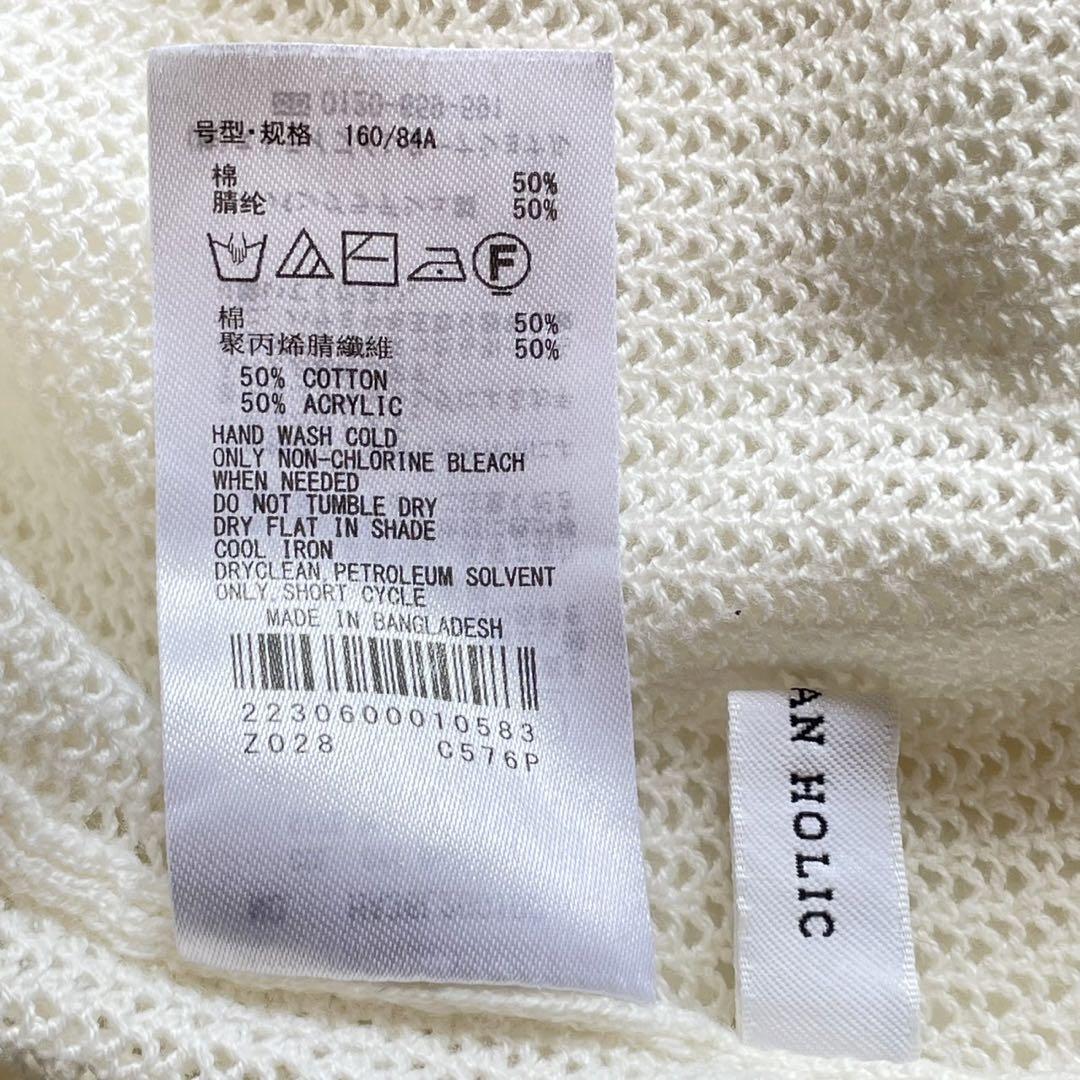 号型·规格 160/84A
棉 50%
腈纶 50%
F
棉 50%
聚丙烯腈纖維 50%
50% COTTON
50% ACRYLIC
HAND WASH COLD
ONLY NON-CHLORINE BLEACH
WHEN NEEDED
DO NOT TUMBLE DRY
DRY FLAT IN SHADE
COOL IRON
DRYCLEAN, PETROLEUM SOLVENT
ONLY, SHORT CYCLE
MADE IN BANGLADESH
2230600010583
Z028 C576P
AN HOLIC